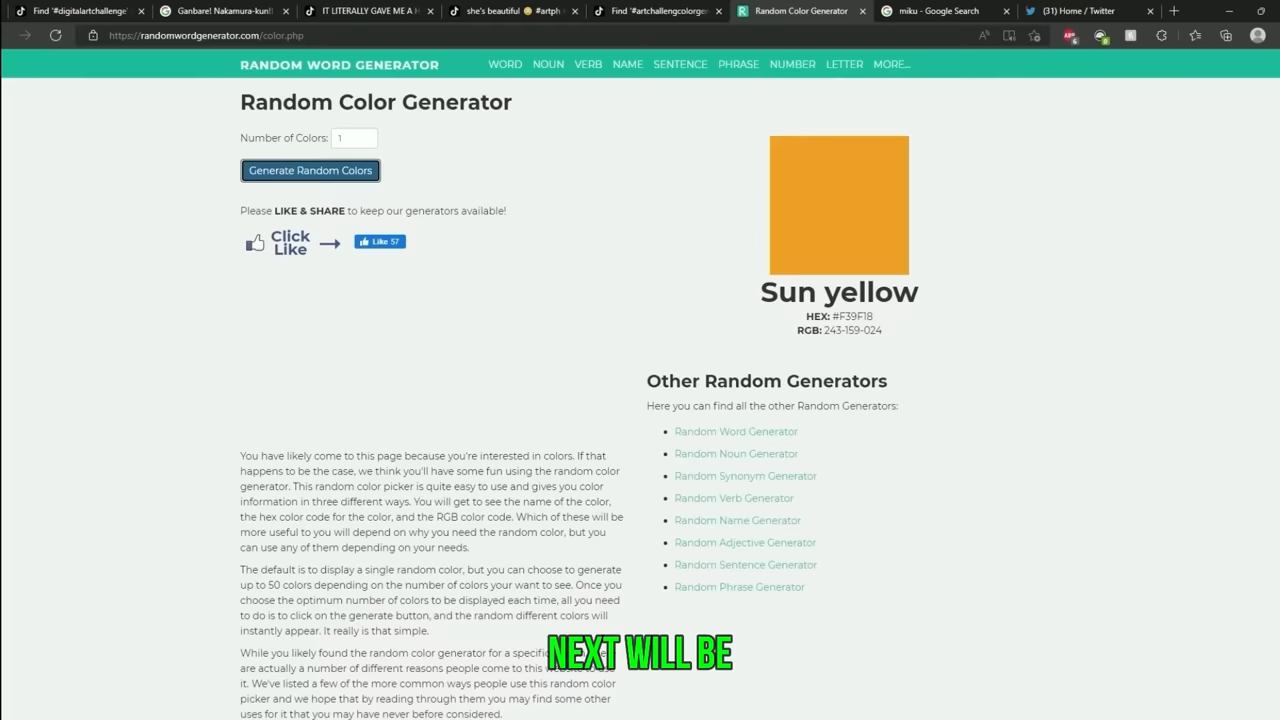 Find '#digitalartchallenge'
Ganbare! Nakamura-kun!!
IT LITERALLY GAVE ME A H
she's beautiful 😊 #artph
Find '#artchallengcolorge
Random Color Generator
miku - Google Search
(31) Home / Twitter
https://randomwordgenerator.com/color.php
RANDOM WORD GENERATOR
WORD NOUN VERB NAME SENTENCE PHRASE NUMBER LETTER MORE...
Random Color Generator
Number of Colors: 1
Generate Random Colors
Please LIKE & SHARE to keep our generators available!
Click
Like
Like 57
Sun yellow
HEX: #F39F18
RGB: 243-159-024
Other Random Generators
Here you can find all the other Random Generators:
Random Word Generator
Random Noun Generator
Random Synonym Generator
Random Verb Generator
Random Name Generator
Random Adjective Generator
Random Sentence Generator
Random Phrase Generator
You have likely come to this page because you're interested in colors. If that
happens to be the case, we think you'll have some fun using the random color
generator. This random color picker is quite easy to use and gives you color
information in three different ways. You will get to see the name of the color,
the hex color code for the color, and the RGB color code. Which of these will be
more useful to you will depend on why you need the random color, but you
can use any of them depending on your needs.
The default is to display a single random color, but you can choose to generate
up to 50 colors depending on the number of colors your want to see. Once you
choose the optimum number of colors to be displayed each time, all you need
to do is to click on the generate button, and the random different colors will
instantly appear. It really is that simple.
While you likely found the random color generator for a specific
are actually a number of different reasons people come to this
it. We've listed a few of the more common ways people use this random color
picker and we hope that by reading through them you may find some other
uses for it that you may have never before considered.
NEXT WILL BE